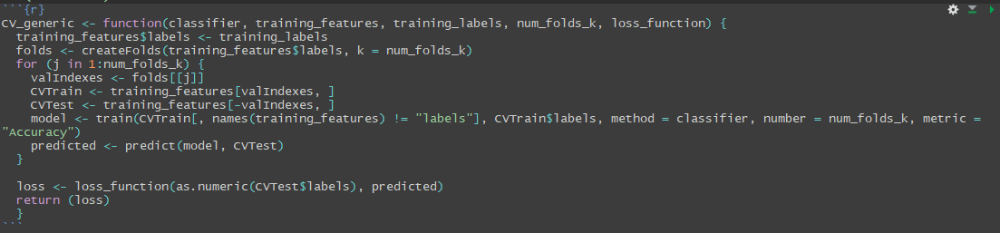 ```{r}
CV_generic <- function(classifier, training_features, training_labels, num_folds_k, loss_function) {
  training_features$labels <- training_labels
  folds <- createFolds(training_features$labels, k = num_folds_k)
  for (j in 1:num_folds_k) {
    valIndexes <- folds[[j]]
    CVTrain <- training_features[valIndexes, ]
    CVTest <- training_features[-valIndexes, ]
    model <- train(CVTrain[, names(training_features) != "labels"], CVTrain$labels, method = classifier, number = num_folds_k, metric =
"Accuracy")
    predicted <- predict(model, CVTest)
  }

  loss <- loss_function(as.numeric(CVTest$labels), predicted)
  return (loss)
  }
```